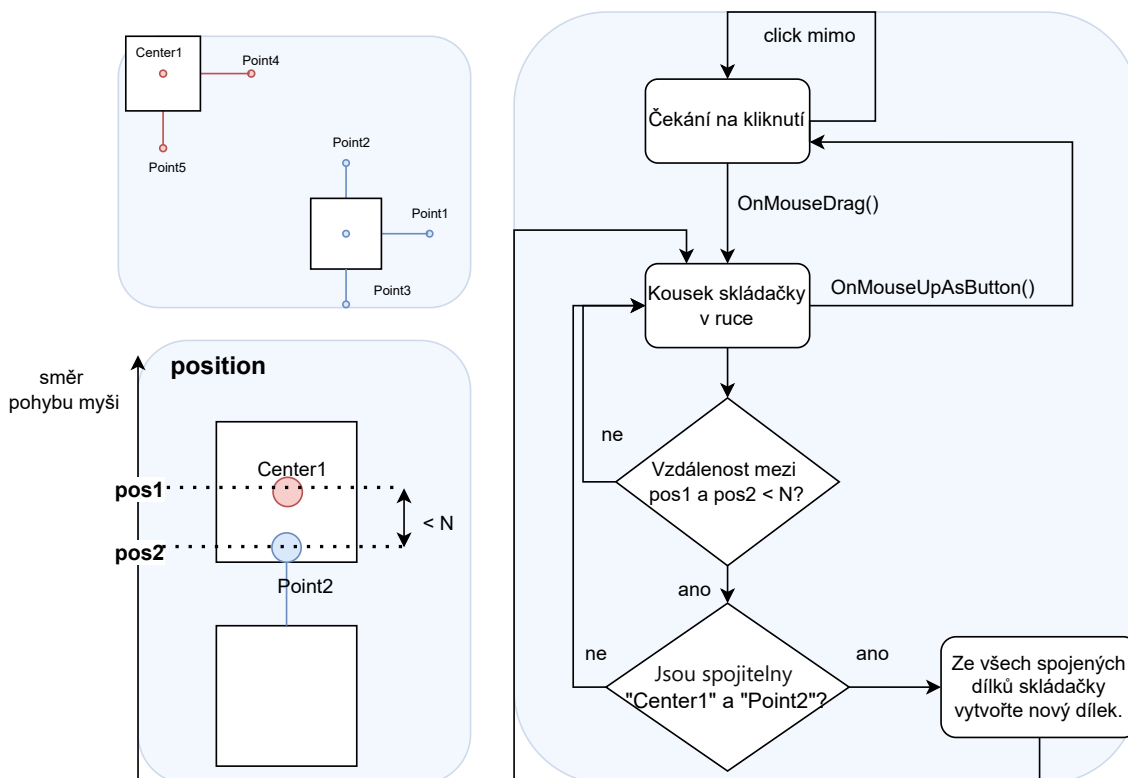 Center1
Point4
Point5
Point2
Point1
Point3
směr
pohybu myši
position
Center1
pos1
< N
pos2
Point2
click mimo
Čekání na kliknutí
OnMouseDrag()
Kousek skládačky
v ruce
OnMouseUpAsButton()
ne
Vzdálenost mezi
pos1 a pos2 < N?
ano
ne
Jsou spojitelny
"Center1" a "Point2"?
ano
Ze všech spojených
dílků skládačky
vytvořte nový dílek.